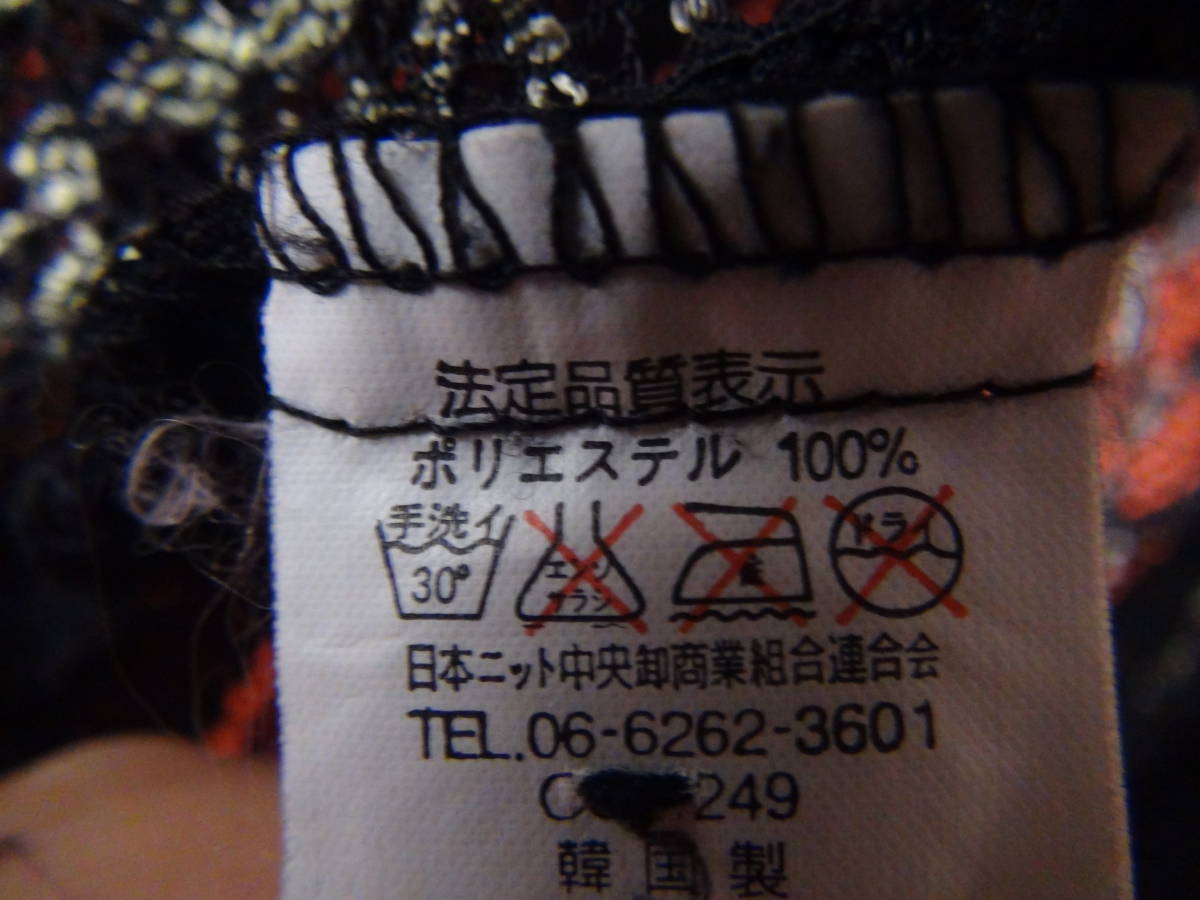 法定品質表示
ポリエステル 100%
手洗イ ドライ
30° エンソ
サラシ
日本ニット中央卸商業組合連合会
TEL.06-6262-3601
249
韓国製